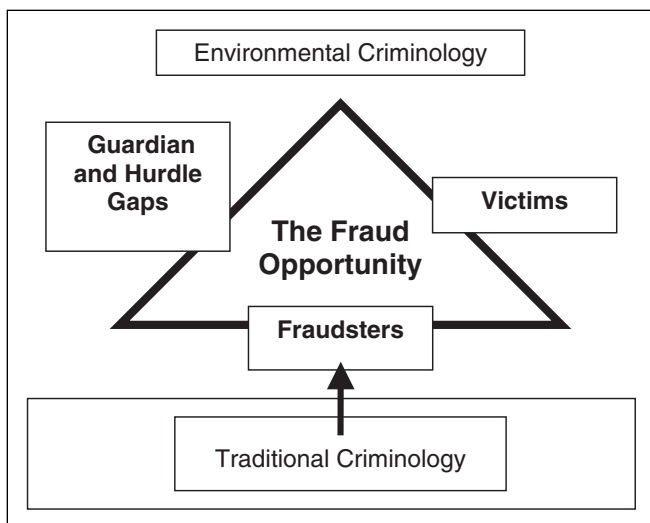 Environmental Criminology
Guardian
and Hurdle
Gaps
Victims
The Fraud
Opportunity
Fraudsters
Traditional Criminology